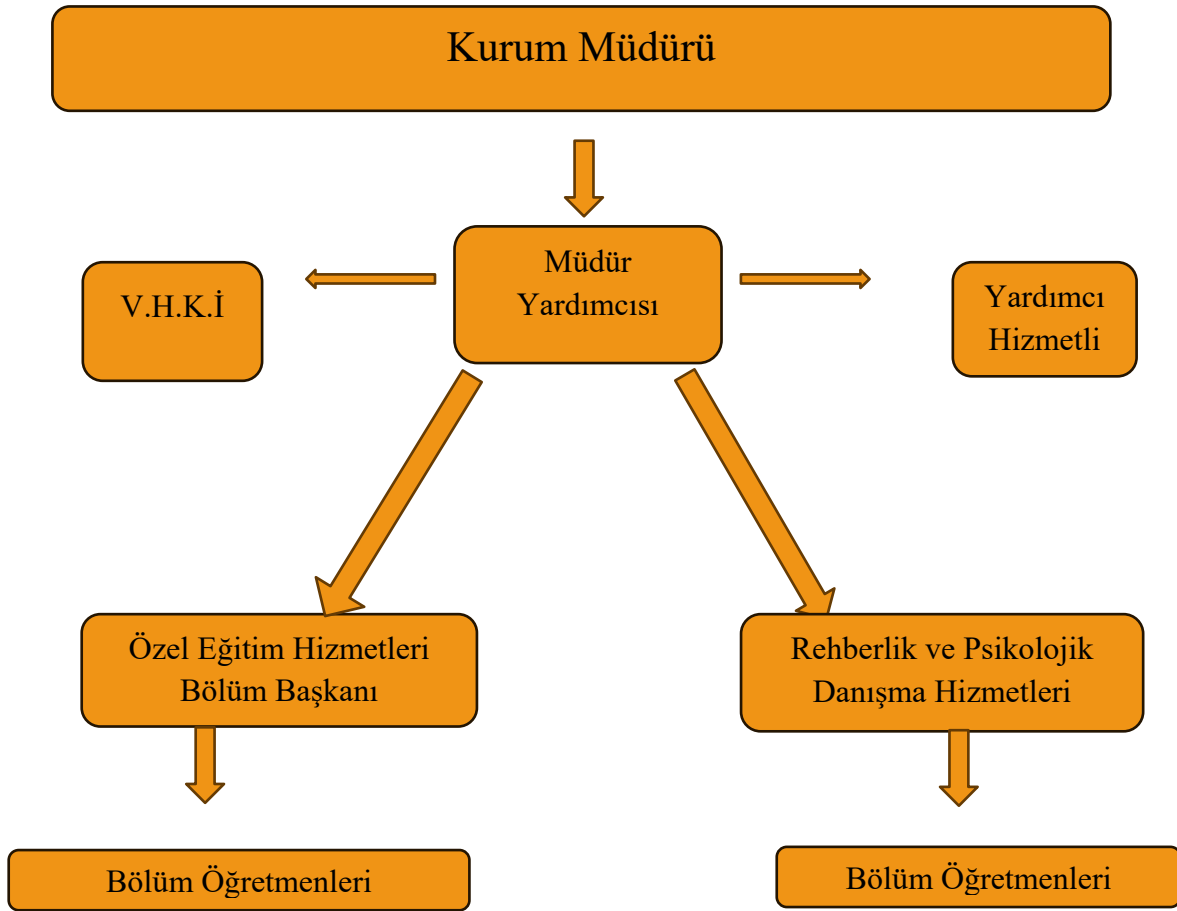 Kurum Müdürü
Müdür
Yardımcısı
V.H.K.İ
Yardımcı
Hizmetli
Özel Eğitim Hizmetleri
Bölüm Başkanı
Rehberlik ve Psikolojik
Danışma Hizmetleri
Bölüm Öğretmenleri
Bölüm Öğretmenleri